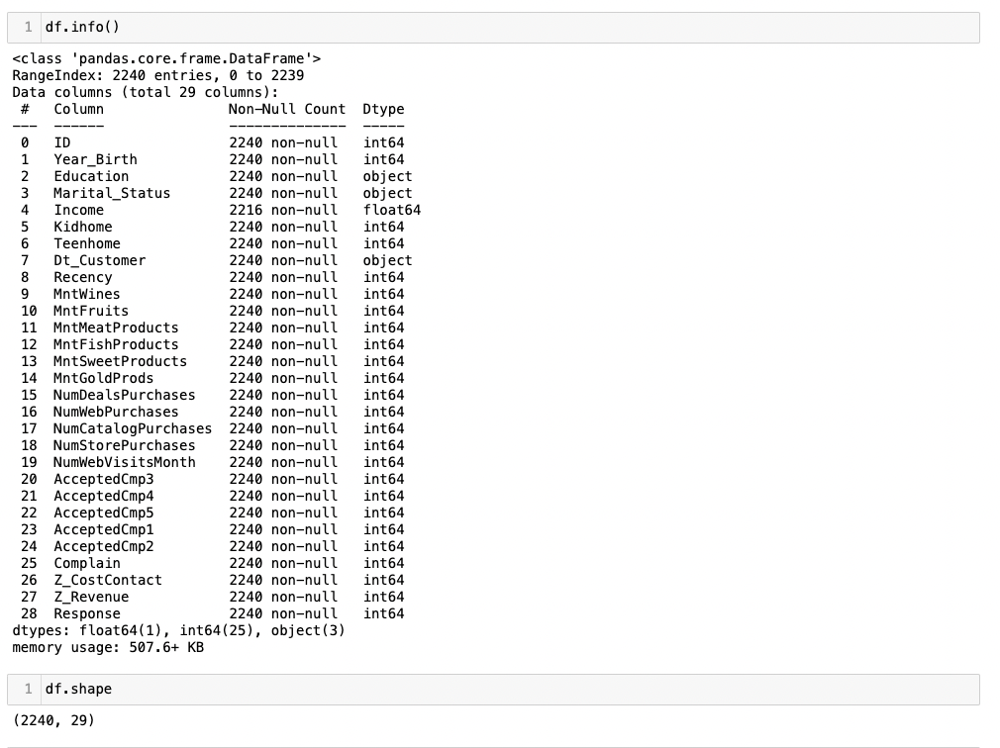 1 df.info()
<class 'pandas.core.frame.DataFrame'>
RangeIndex: 2240 entries, 0 to 2239
Data columns (total 29 columns):
 #   Column               Non-Null Count  Dtype
---  ------               --------------  -----
 0   ID                   2240 non-null   int64
 1   Year_Birth           2240 non-null   int64
 2   Education            2240 non-null   object
 3   Marital_Status       2240 non-null   object
 4   Income               2216 non-null   float64
 5   Kidhome              2240 non-null   int64
 6   Teenhome             2240 non-null   int64
 7   Dt_Customer          2240 non-null   object
 8   Recency              2240 non-null   int64
 9   MntWines             2240 non-null   int64
 10  MntFruits            2240 non-null   int64
 11  MntMeatProducts      2240 non-null   int64
 12  MntFishProducts      2240 non-null   int64
 13  MntSweetProducts     2240 non-null   int64
 14  MntGoldProds         2240 non-null   int64
 15  NumDealsPurchases    2240 non-null   int64
 16  NumWebPurchases      2240 non-null   int64
 17  NumCatalogPurchases  2240 non-null   int64
 18  NumStorePurchases    2240 non-null   int64
 19  NumWebVisitsMonth    2240 non-null   int64
 20  AcceptedCmp3         2240 non-null   int64
 21  AcceptedCmp4         2240 non-null   int64
 22  AcceptedCmp5         2240 non-null   int64
 23  AcceptedCmp1         2240 non-null   int64
 24  AcceptedCmp2         2240 non-null   int64
 25  Complain             2240 non-null   int64
 26  Z_CostContact        2240 non-null   int64
 27  Z_Revenue            2240 non-null   int64
 28  Response             2240 non-null   int64
dtypes: float64(1), int64(25), object(3)
memory usage: 507.6+ KB
1 df.shape
(2240, 29)